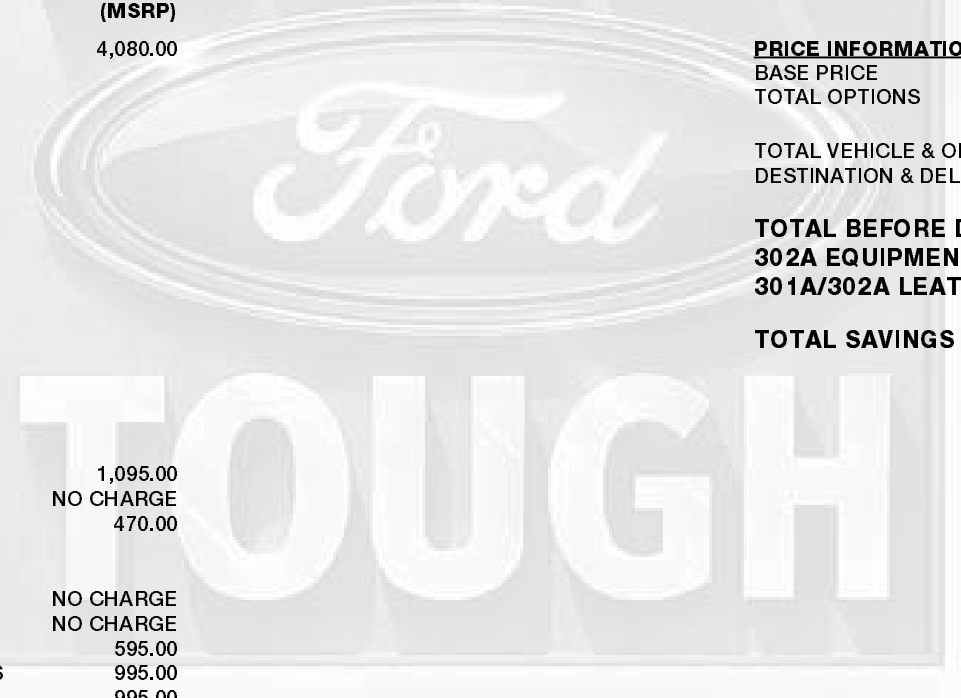 (MSRP)
4,080.00
1,095.00
NO CHARGE
470.00
NO CHARGE
NO CHARGE
595.00
S 995.00
995.00
Ford
TOUGH
PRICE INFORMATIO
BASE PRICE
TOTAL OPTIONS
TOTAL VEHICLE & O
DESTINATION & DEL
TOTAL BEFORE D
302A EQUIPMEN
301A/302A LEAT
TOTAL SAVINGS